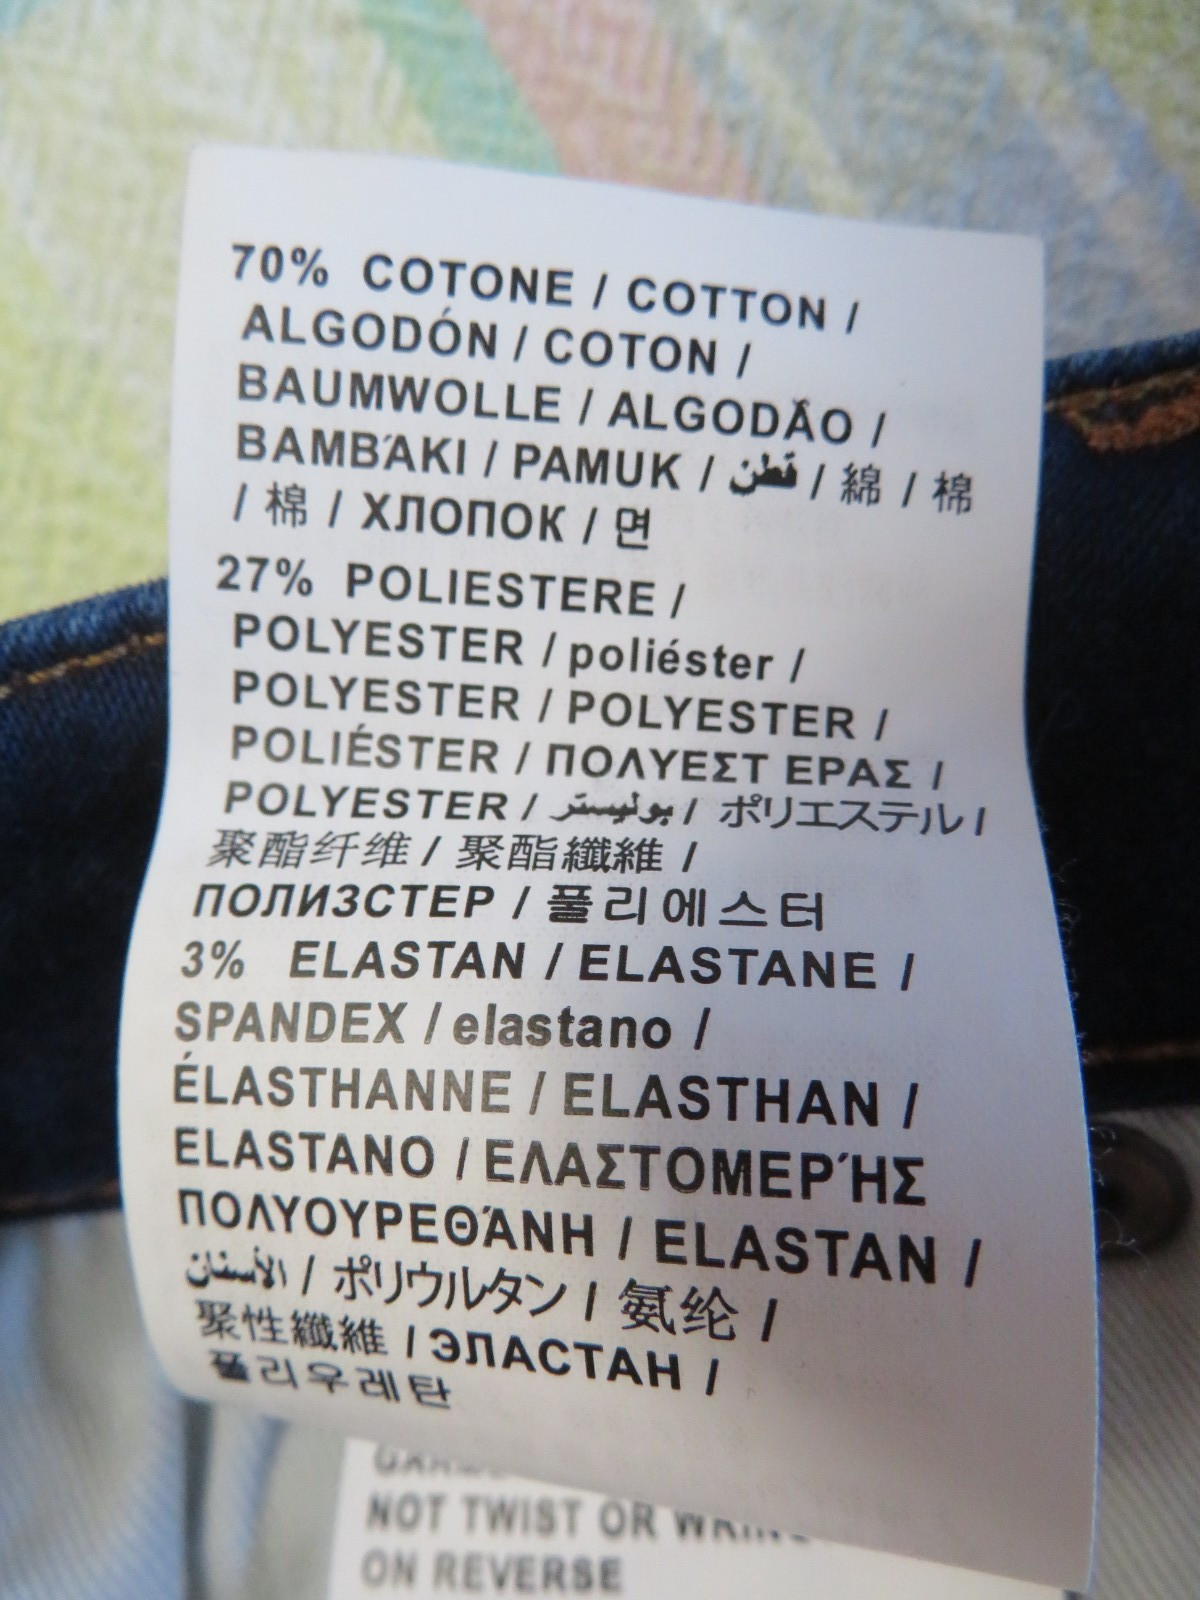 70% COTONE / COTTON /
ALGODÓN / COTON /
BAUMWOLLE / ALGODÃO /
BAMBΆKI / PAMUK / قطن / 綿 / 棉
/ 棉 / ХЛОПОК / 면
27% POLIESTERE /
POLYESTER / poliéster /
POLYESTER / POLYESTER /
POLIÉSTER / ΠΟΛΥΕΣΤ ΕΡΑΣ /
POLYESTER / بوليستر / ポリエステル /
聚酯纤维 / 聚酯纖維 /
ПОЛИЗСТЕР / 폴리에스터
3% ELASTAN / ELASTANE /
SPANDEX / elastano /
ÉLASTHANNE / ELASTHAN /
ELASTANO / ΕΛΑΣΤΟΜΕΡΉΣ
ΠΟΛΥΟΥΡΕΘΆΝΗ / ELASTAN /
/ ポリウルタン / 氨纶 /
聚性纖維 / ЭЛАСТАН /
폴리우레탄
NOT TWIST OR
ON REVERSE